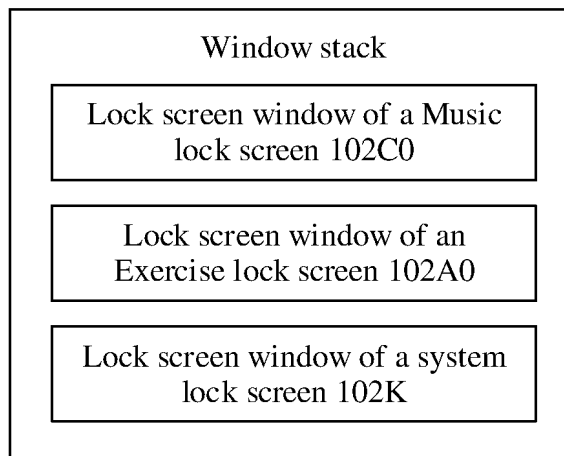 Window stack
Lock screen window of a Music
lock screen 102C0
Lock screen window of an
Exercise lock screen 102A0
Lock screen window of a system
lock screen 102K